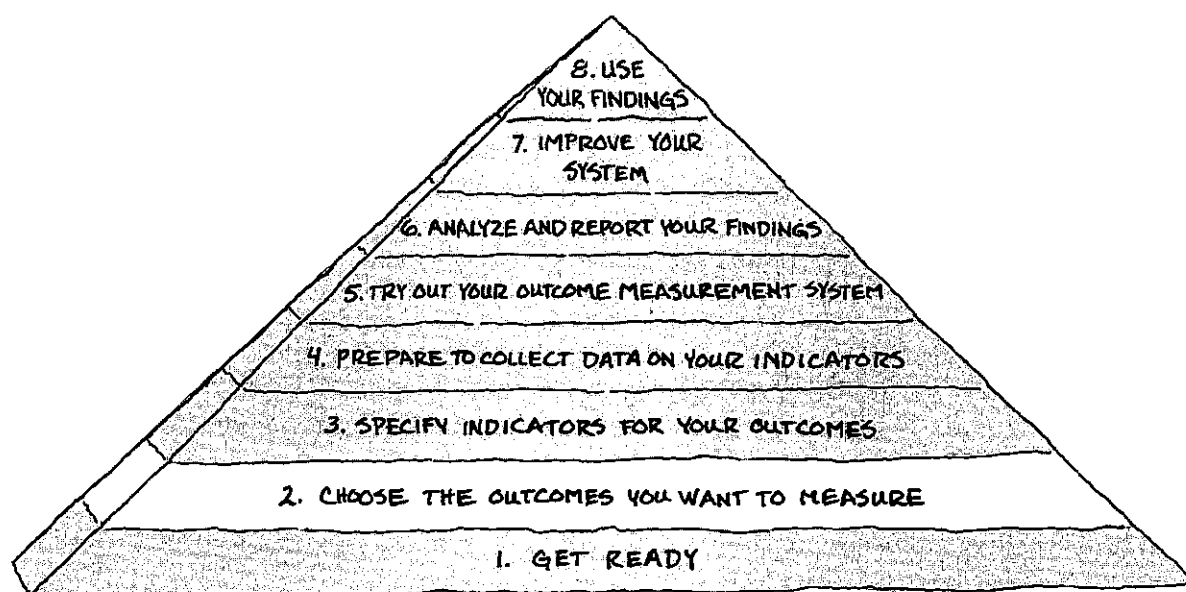 8. USE
YOUR FINDINGS
7. IMPROVE YOUR
SYSTEM
6. ANALYZE AND REPORT YOUR FINDINGS
5. TRY OUT YOUR OUTCOME MEASUREMENT SYSTEM
4. PREPARE TO COLLECT DATA ON YOUR INDICATORS
3. SPECIFY INDICATORS FOR YOUR OUTCOMES
2. CHOOSE THE OUTCOMES YOU WANT TO MEASURE
1. GET READY